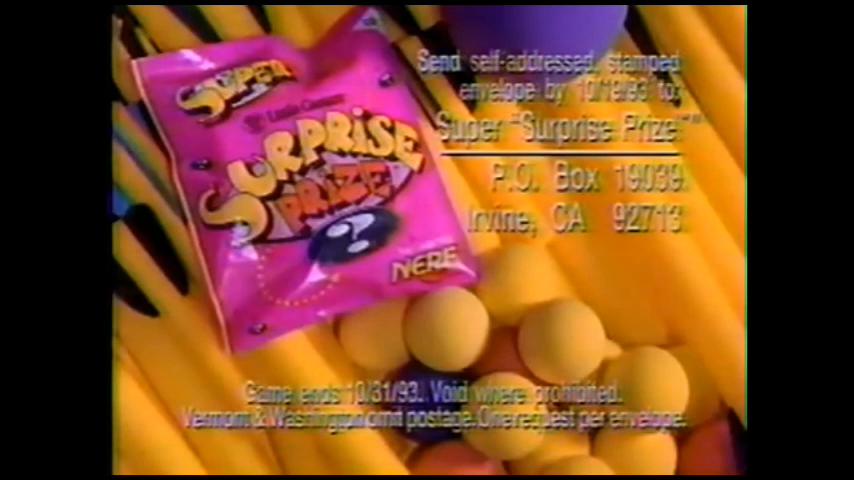 SUPER
Little Caesars
SURPRISE
PRIZE
?
NERF
Send self-addressed, stamped
envelope by 10/19/93 to:
Super "Surprise Prize"
P.O. Box 19039
Irvine, CA 92713
Game ends 10/31/93. Void where prohibited.
Vermont & Washington omit postage. One request per envelope.